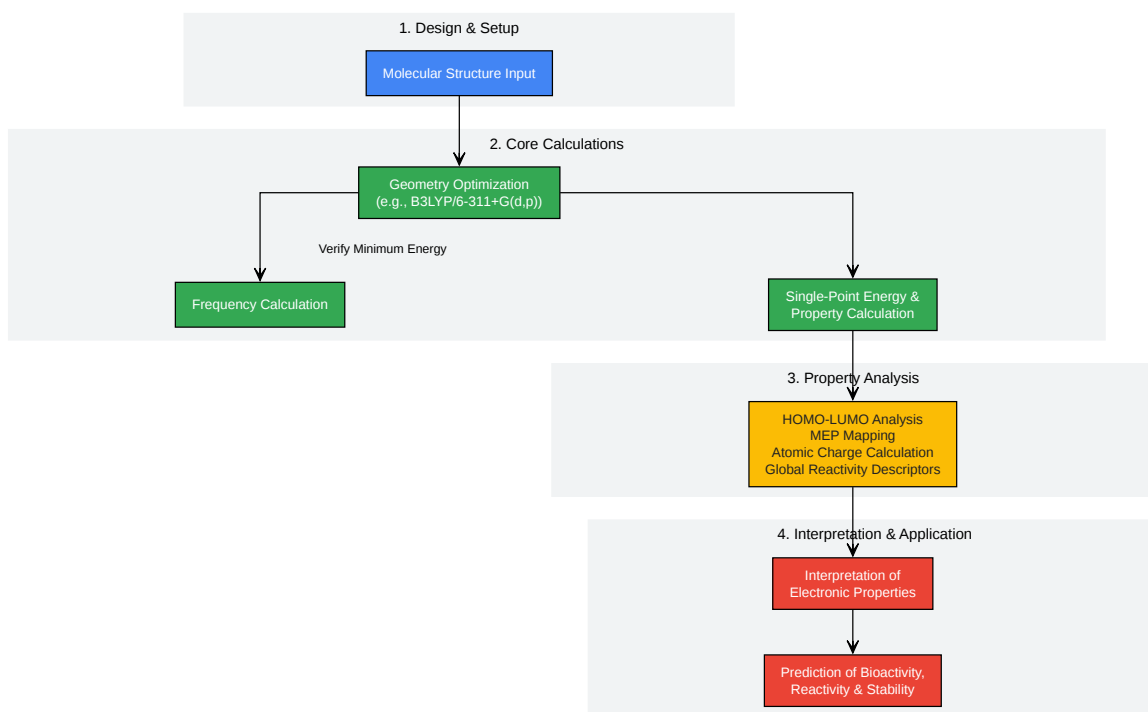 1. Design & Setup
Molecular Structure Input
2. Core Calculations
Geometry Optimization
(e.g., B3LYP/6-311+G(d,p))
Verify Minimum Energy
Frequency Calculation
Single-Point Energy &
Property Calculation
3. Property Analysis
HOMO-LUMO Analysis
MEP Mapping
Atomic Charge Calculation
Global Reactivity Descriptors
4. Interpretation & Application
Interpretation of
Electronic Properties
Prediction of Bioactivity,
Reactivity & Stability